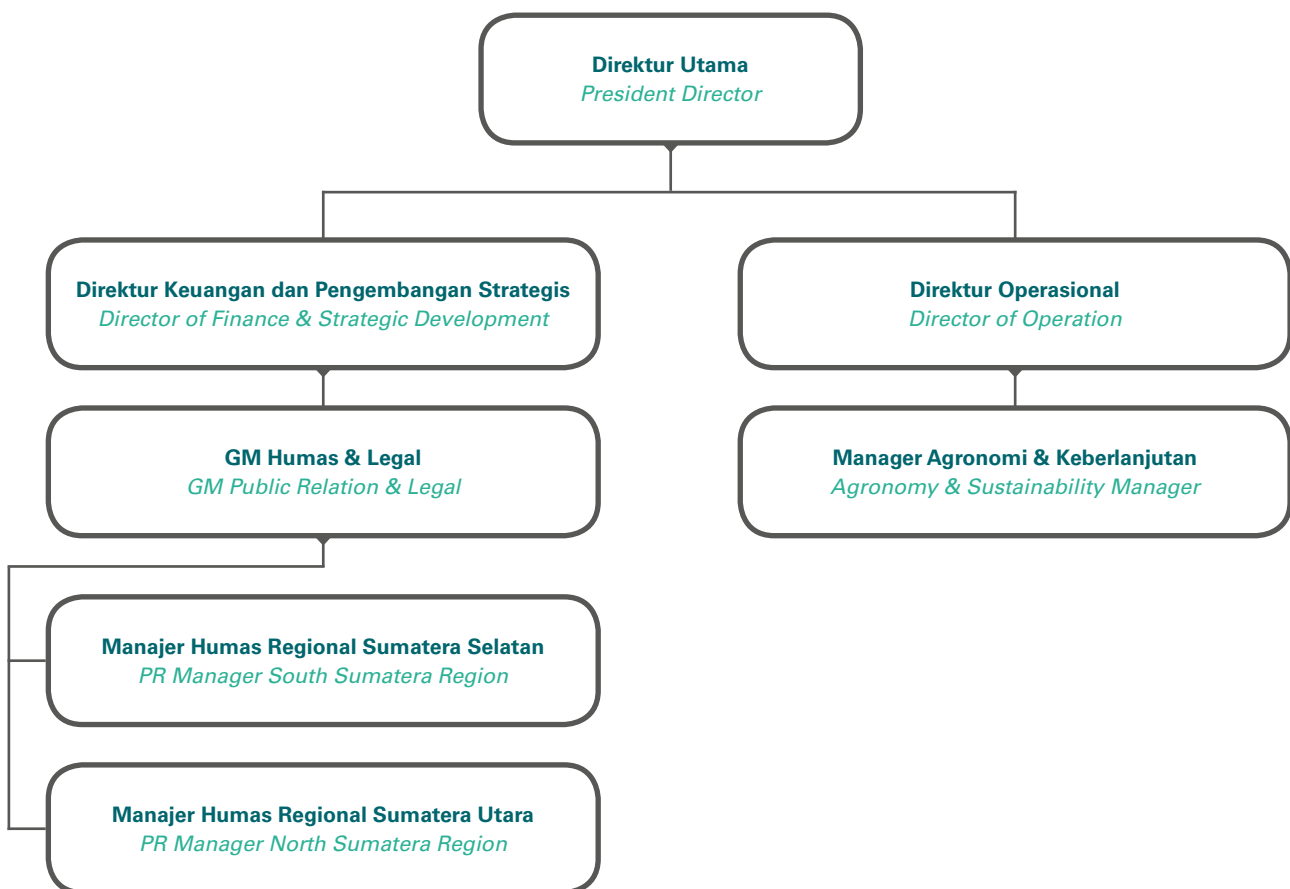 Direktur Utama
President Director
Direktur Keuangan dan Pengembangan Strategis
Director of Finance & Strategic Development
Direktur Operasional
Director of Operation
GM Humas & Legal
GM Public Relation & Legal
Manager Agronomi & Keberlanjutan
Agronomy & Sustainability Manager
Manajer Humas Regional Sumatera Selatan
PR Manager South Sumatera Region
Manajer Humas Regional Sumatera Utara
PR Manager North Sumatera Region